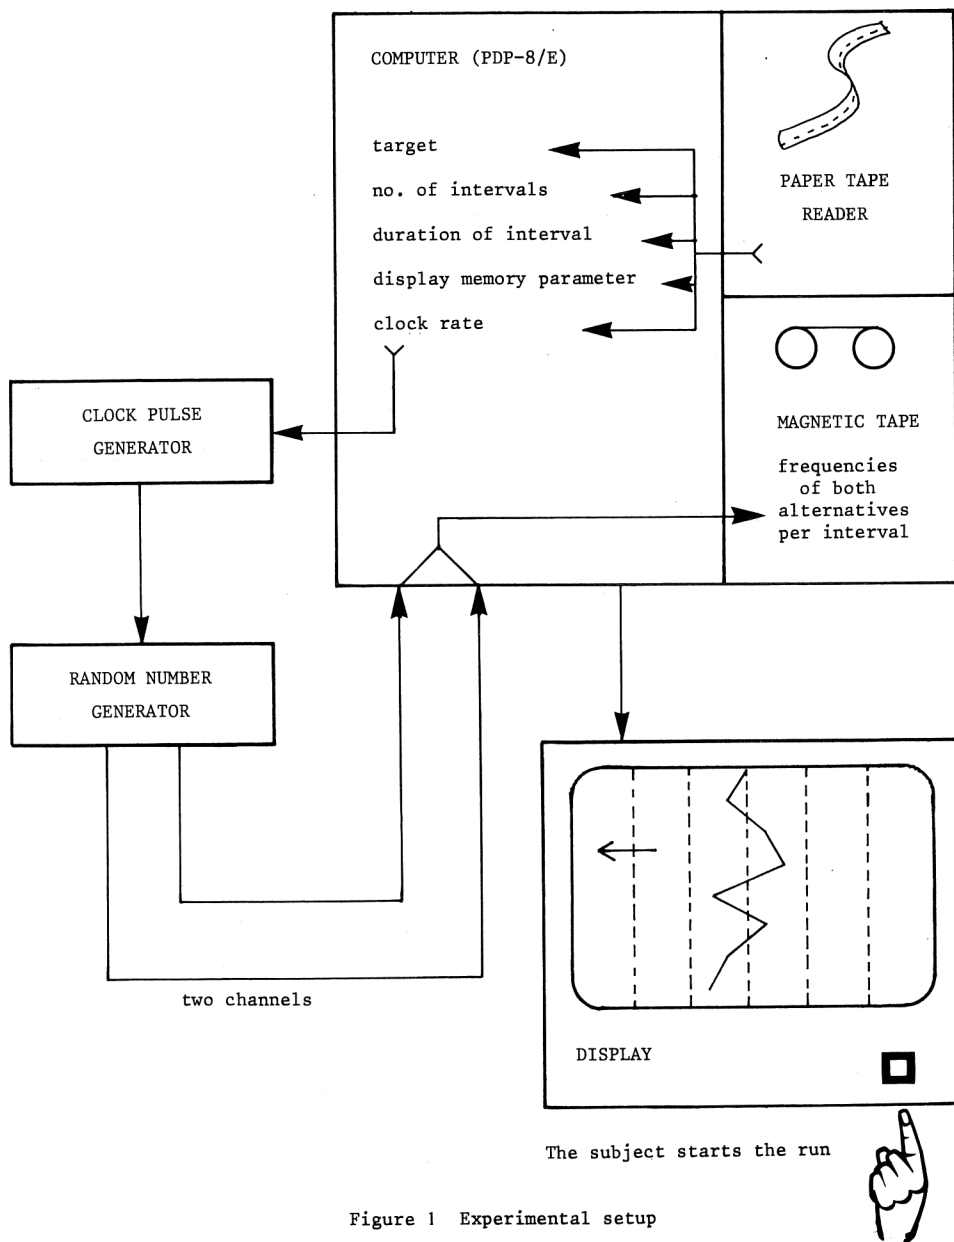 COMPUTER (PDP-8/E)
target
no. of intervals
duration of interval
display memory parameter
clock rate
PAPER TAPE
READER
MAGNETIC TAPE
frequencies
of both
alternatives
per interval
CLOCK PULSE
GENERATOR
RANDOM NUMBER
GENERATOR
two channels
DISPLAY
The subject starts the run
Figure 1 Experimental setup